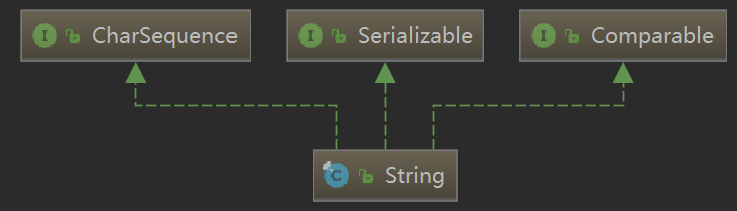 I CharSequence
I Serializable
I Comparable
C String